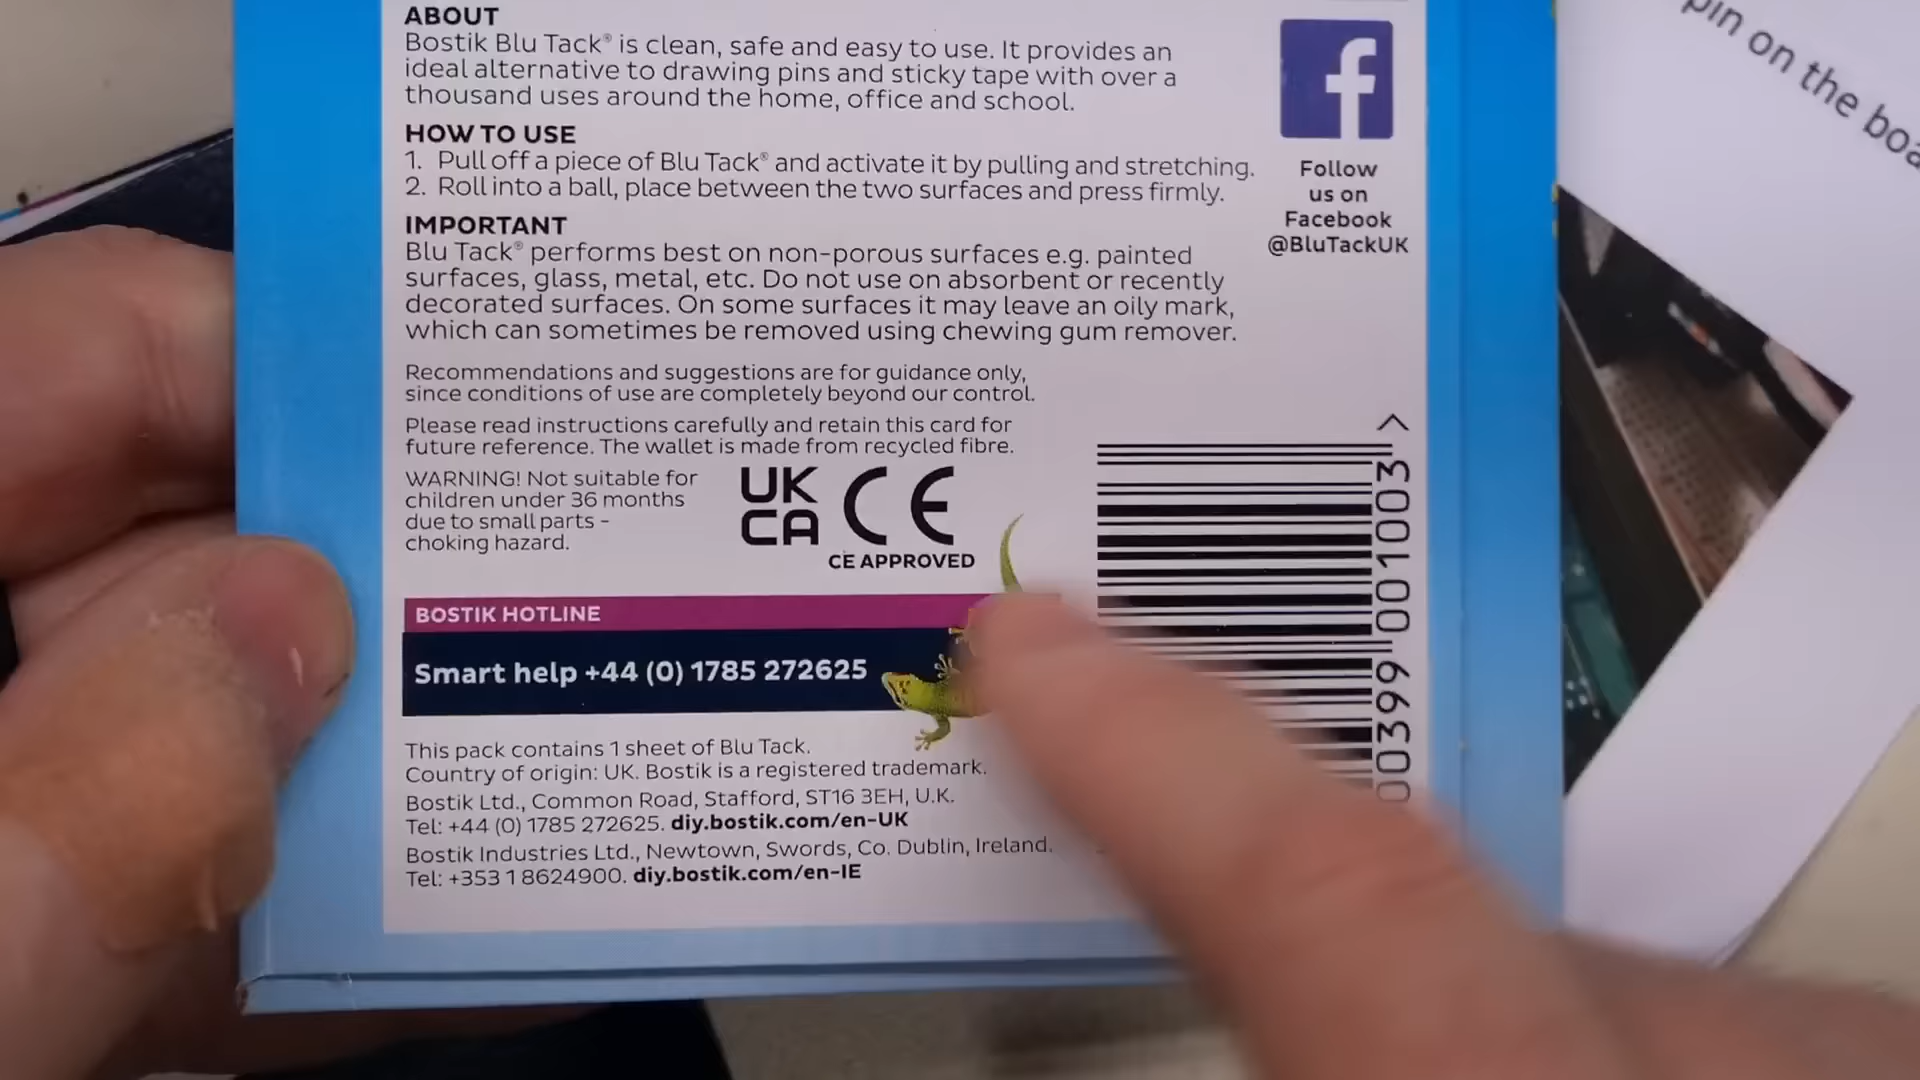 ABOUT
Bostik Blu Tack® is clean, safe and easy to use. It provides an
ideal alternative to drawing pins and sticky tape with over a
thousand uses around the home, office and school.
HOW TO USE
1. Pull off a piece of Blu Tack® and activate it by pulling and stretching.
2. Roll into a ball, place between the two surfaces and press firmly.
IMPORTANT
Blu Tack® performs best on non-porous surfaces e.g. painted
surfaces, glass, metal, etc. Do not use on absorbent or recently
decorated surfaces. On some surfaces it may leave an oily mark,
which can sometimes be removed using chewing gum remover.
Recommendations and suggestions are for guidance only,
since conditions of use are completely beyond our control.
Please read instructions carefully and retain this card for
future reference. The wallet is made from recycled fibre.
WARNING! Not suitable for
children under 36 months
due to small parts -
choking hazard.
UK
CA
CE
CE APPROVED
BOSTIK HOTLINE
Smart help +44 (0) 1785 272625
This pack contains 1 sheet of Blu Tack.
Country of origin: UK. Bostik is a registered trademark.
Bostik Ltd., Common Road, Stafford, ST16 3EH, U.K.
Tel: +44 (0) 1785 272625. diy.bostik.com/en-UK
Bostik Industries Ltd., Newtown, Swords, Co. Dublin, Ireland.
Tel: +353 1 8624900. diy.bostik.com/en-IE
f
Follow
us on
Facebook
@BluTackUK
00399 001003 >
pin on the